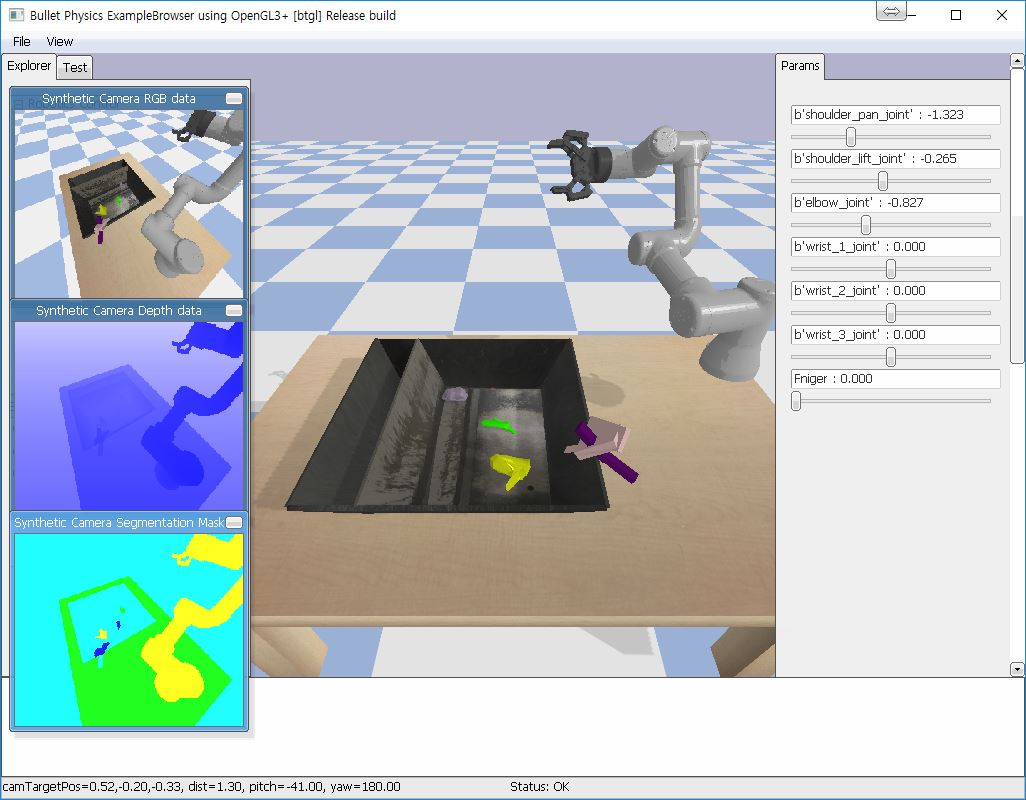 Bullet Physics ExampleBrowser using OpenGL3+ [btgl] Release build
File View
Explorer Test
Params
Synthetic Camera RGB data
Synthetic Camera Depth data
Synthetic Camera Segmentation Mask
b'shoulder_pan_joint' : -1.323
b'shoulder_lift_joint' : -0.265
b'elbow_joint' : -0.827
b'wrist_1_joint' : 0.000
b'wrist_2_joint' : 0.000
b'wrist_3_joint' : 0.000
Fniger : 0.000
camTargetPos=0.52,-0.20,-0.33, dist=1.30, pitch=-41.00, yaw=180.00
Status: OK